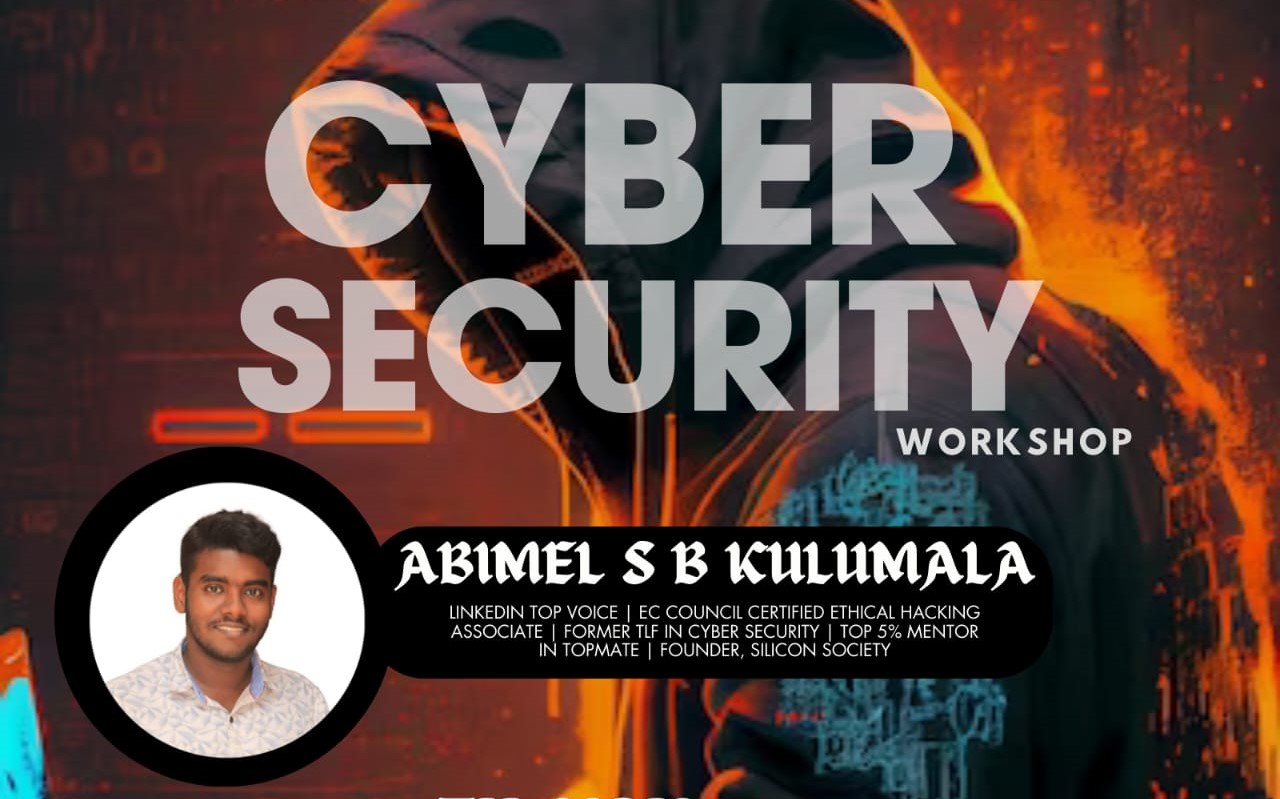 CYBER
SECURITY
WORKSHOP
ABIMEL S B KULUMALA
LINKEDIN TOP VOICE | EC COUNCIL CERTIFIED ETHICAL HACKING
ASSOCIATE | FORMER TLF IN CYBER SECURITY | TOP 5% MENTOR
IN TOPMATE | FOUNDER, SILICON SOCIETY